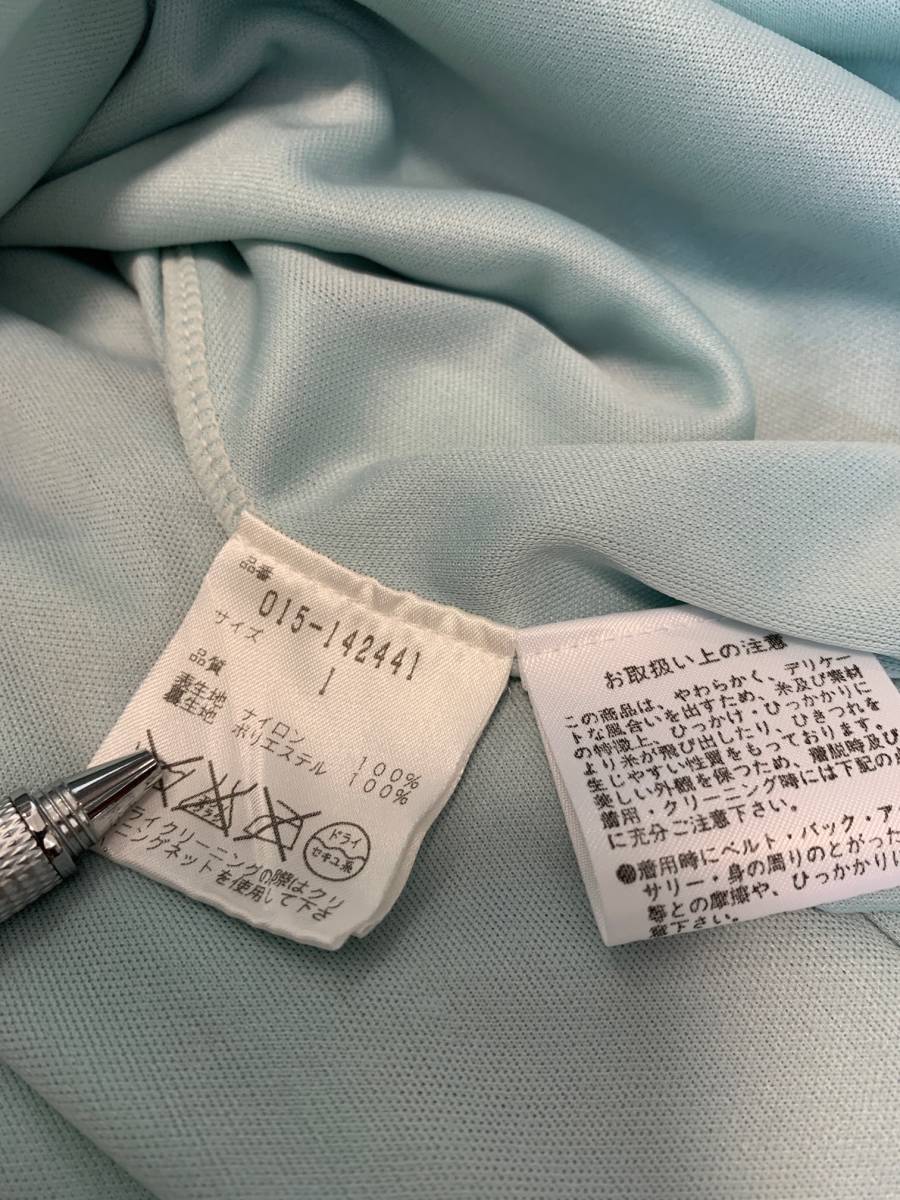 品番
015-142441
サイズ
1
品質
表生地 ナイロン 100%
裏生地 ポリエステル 100%
ドライ
セキユ系
ライクリーニングの際はクリ
ニングネットを使用して下さ
お取扱い上の注意
この商品は、やわらかく、デリケー
トな風合いを出すため、糸及び素材
の特徴上、ひっかけ・ひっかかりに
より糸が飛び出したり、ひきつれを
生じやすい性質をもっております。
美しい外観を保つため、着脱時及び
着用・クリーニング時には下記の点
に充分ご注意下さい。
●着用時にベルト・バック・アク
サリー・身の周りのとがった
等との摩擦や、ひっかかりに
意下さい。